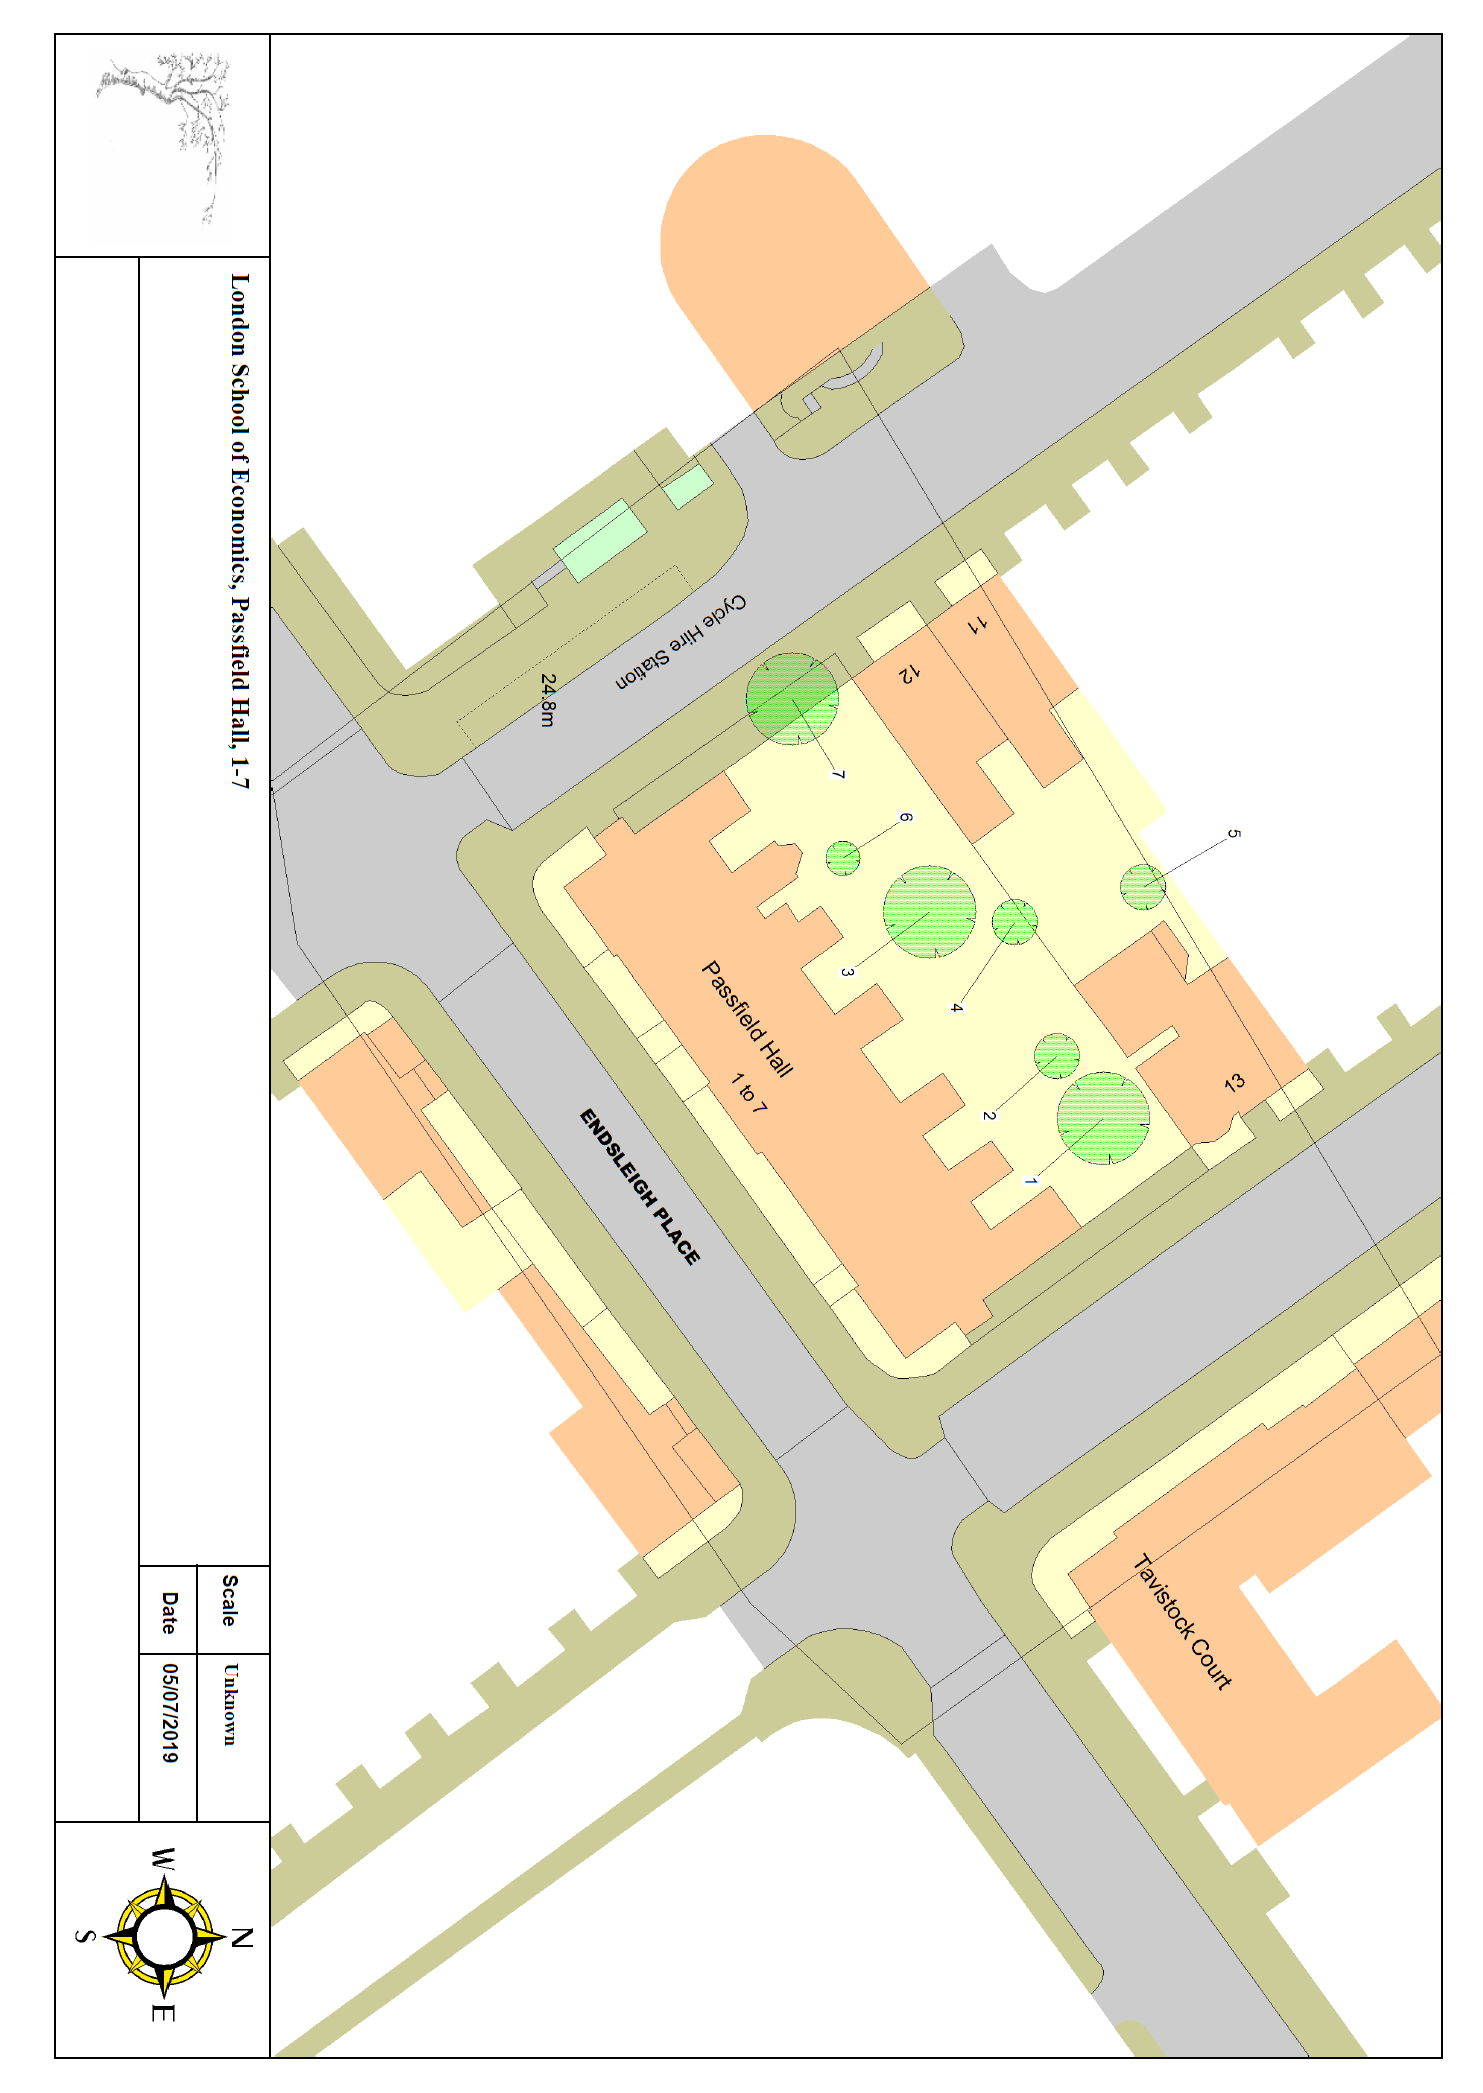 London School of Economics, Passfield Hall, 1-7
Scale
Unknown
Date
05/07/2019
N
W
E
S
11
12
Cycle Hire Station
24.8m
7
6
5
3
4
2
1
13
Passfield Hall
1 to 7
ENDSLEIGH PLACE
Tavistock Court